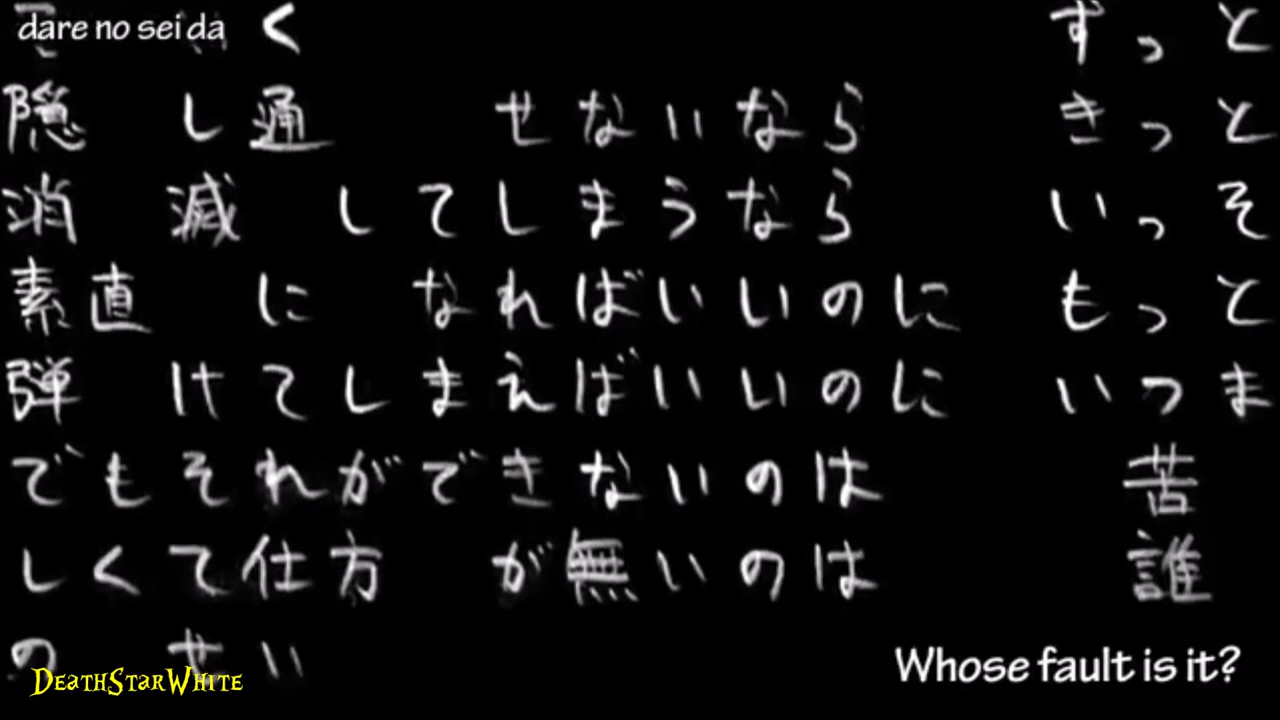 dare no sei da
く ずっと
隠し通せないなら きっと
消滅してしまうなら いっそ
素直になればいいのに もっと
弾けてしまえばいいのに いつま
でもそれができないのは 苦
しくて仕方が無いのは 誰
のせい
DeathStarWhite
Whose fault is it?